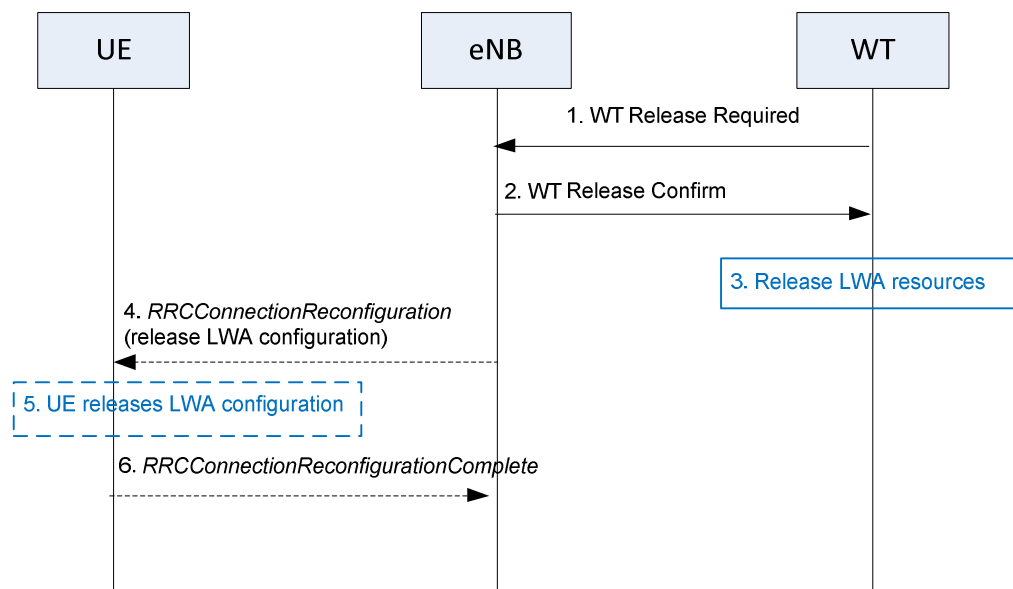 UE
eNB
WT
1. WT Release Required
2. WT Release Confirm
3. Release LWA resources
4. RRCConnectionReconfiguration
(release LWA configuration)
5. UE releases LWA configuration
6. RRCConnectionReconfigurationComplete